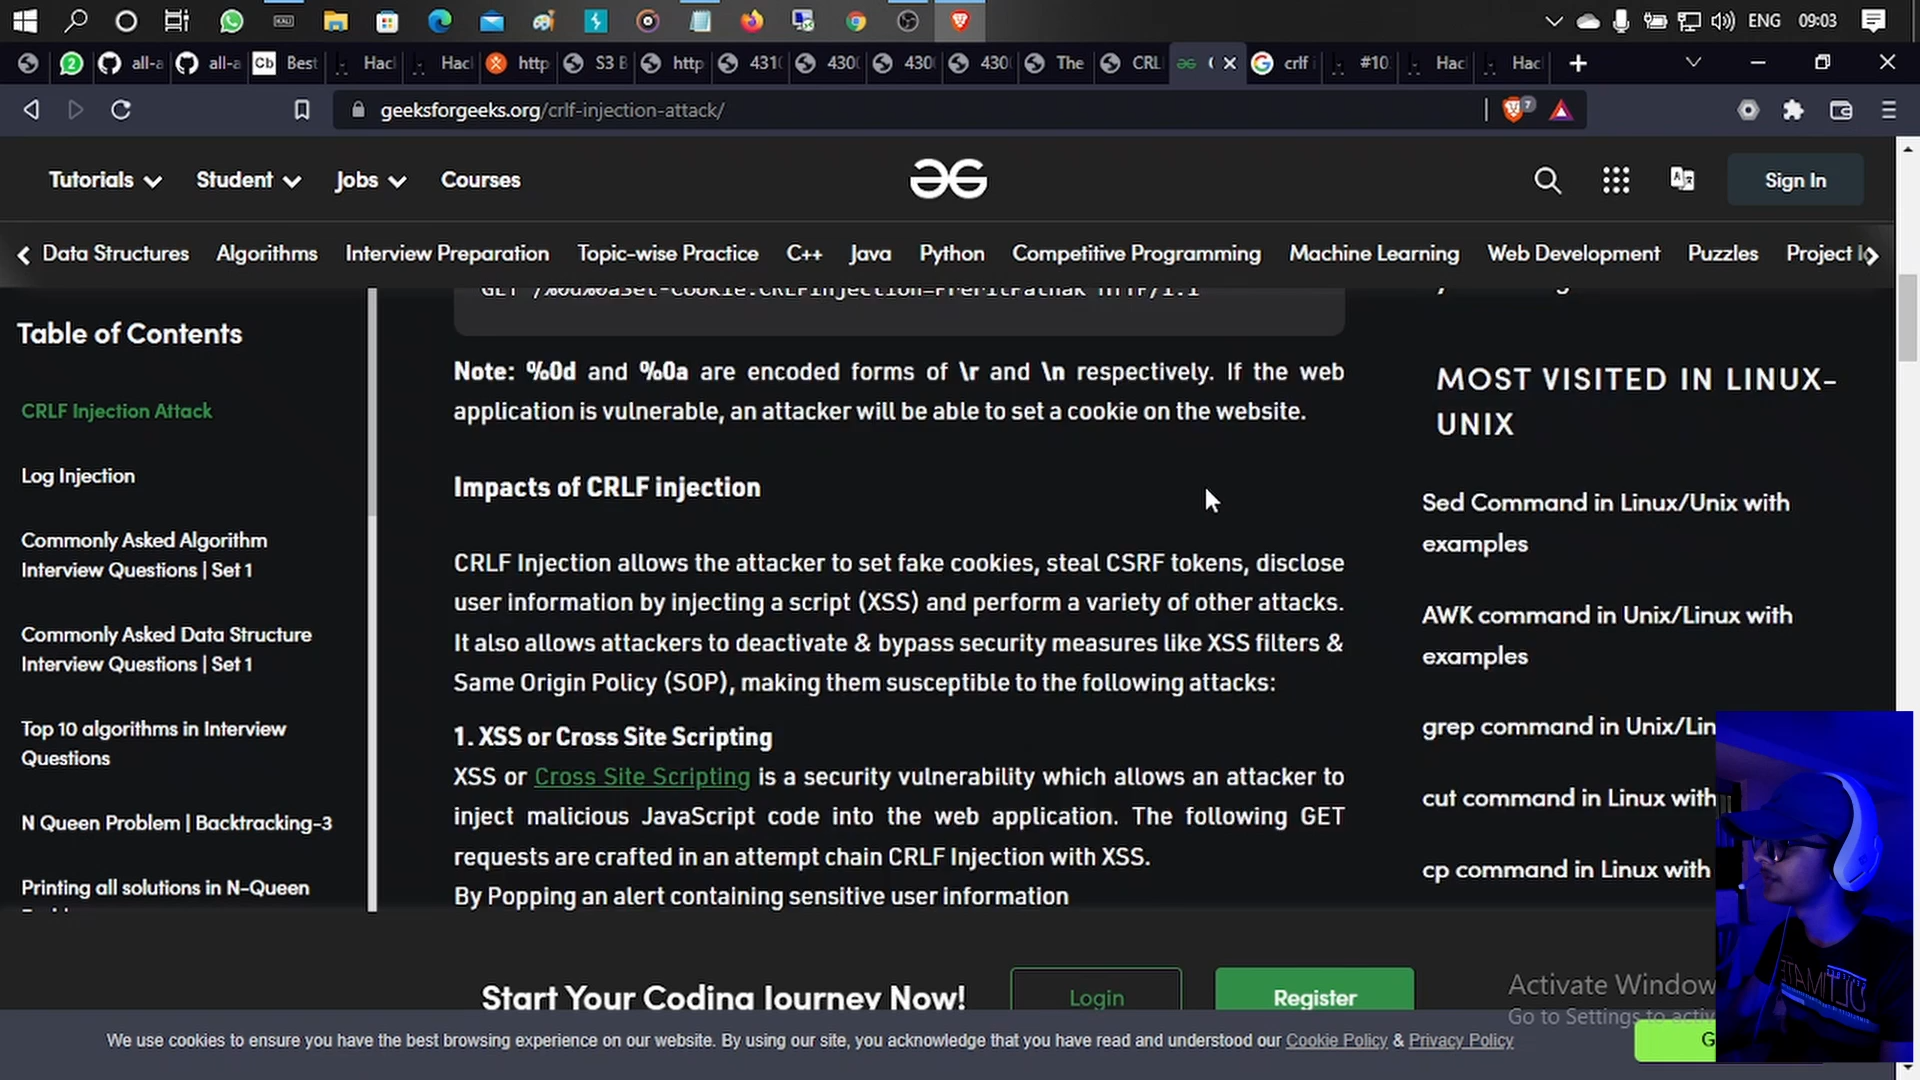 ENG 09:03
2 all-a all-a Cb Best Hac Hac http S3 B http 4310 430 430 430 The CRL ( crlf i #10 Hac Hac
geeksforgeeks.org/crlf-injection-attack/ 7
Tutorials Student Jobs Courses Sign In
Data Structures Algorithms Interview Preparation Topic-wise Practice C++ Java Python Competitive Programming Machine Learning Web Development Puzzles Project I
Table of Contents
CRLF Injection Attack
Log Injection
Commonly Asked Algorithm
Interview Questions | Set 1
Commonly Asked Data Structure
Interview Questions | Set 1
Top 10 algorithms in Interview
Questions
N Queen Problem | Backtracking-3
Printing all solutions in N-Queen
GET /%0d%0aSet-Cookie:CRLFInjection=PreritPathak HTTP/1.1
Note: %0d and %0a are encoded forms of \r and \n respectively. If the web
application is vulnerable, an attacker will be able to set a cookie on the website.
Impacts of CRLF injection
CRLF Injection allows the attacker to set fake cookies, steal CSRF tokens, disclose
user information by injecting a script (XSS) and perform a variety of other attacks.
It also allows attackers to deactivate & bypass security measures like XSS filters &
Same Origin Policy (SOP), making them susceptible to the following attacks:
1. XSS or Cross Site Scripting
XSS or Cross Site Scripting is a security vulnerability which allows an attacker to
inject malicious JavaScript code into the web application. The following GET
requests are crafted in an attempt chain CRLF Injection with XSS.
By Popping an alert containing sensitive user information
MOST VISITED IN LINUX-
UNIX
Sed Command in Linux/Unix with
examples
AWK command in Unix/Linux with
examples
grep command in Unix/Lin
cut command in Linux with
cp command in Linux with
Start Your Coding Journey Now! Login Register
Activate Window
Go to Settings to activ
We use cookies to ensure you have the best browsing experience on our website. By using our site, you acknowledge that you have read and understood our Cookie Policy & Privacy Policy
G